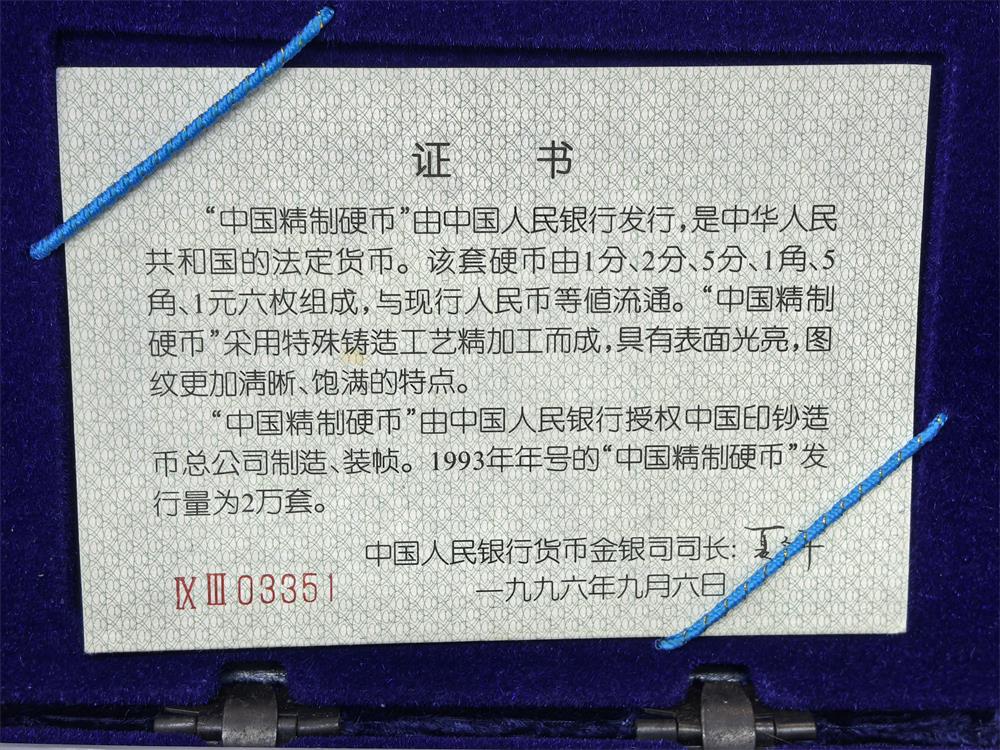 证 书
“中国精制硬币”由中国人民银行发行，是中华人民
共和国的法定货币。该套硬币由1分、2分、5分、1角、5
角、1元六枚组成，与现行人民币等值流通。“中国精制
硬币”采用特殊铸造工艺精加工而成，具有表面光亮，图
纹更加清晰、饱满的特点。
“中国精制硬币”由中国人民银行授权中国印钞造
币总公司制造、装帧。1993年年号的“中国精制硬币”发
行量为2万套。
中国人民银行货币金银司司长：夏
一九九六年九月六日
ⅨⅢ03351